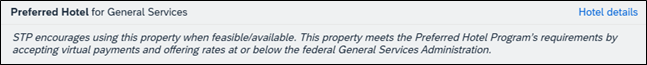 Preferred Hotel for General Services Hotel details
STP encourages using this property when feasible/available. This property meets the Preferred Hotel Program's requirements by
accepting virtual payments and offering rates at or below the federal General Services Administration.